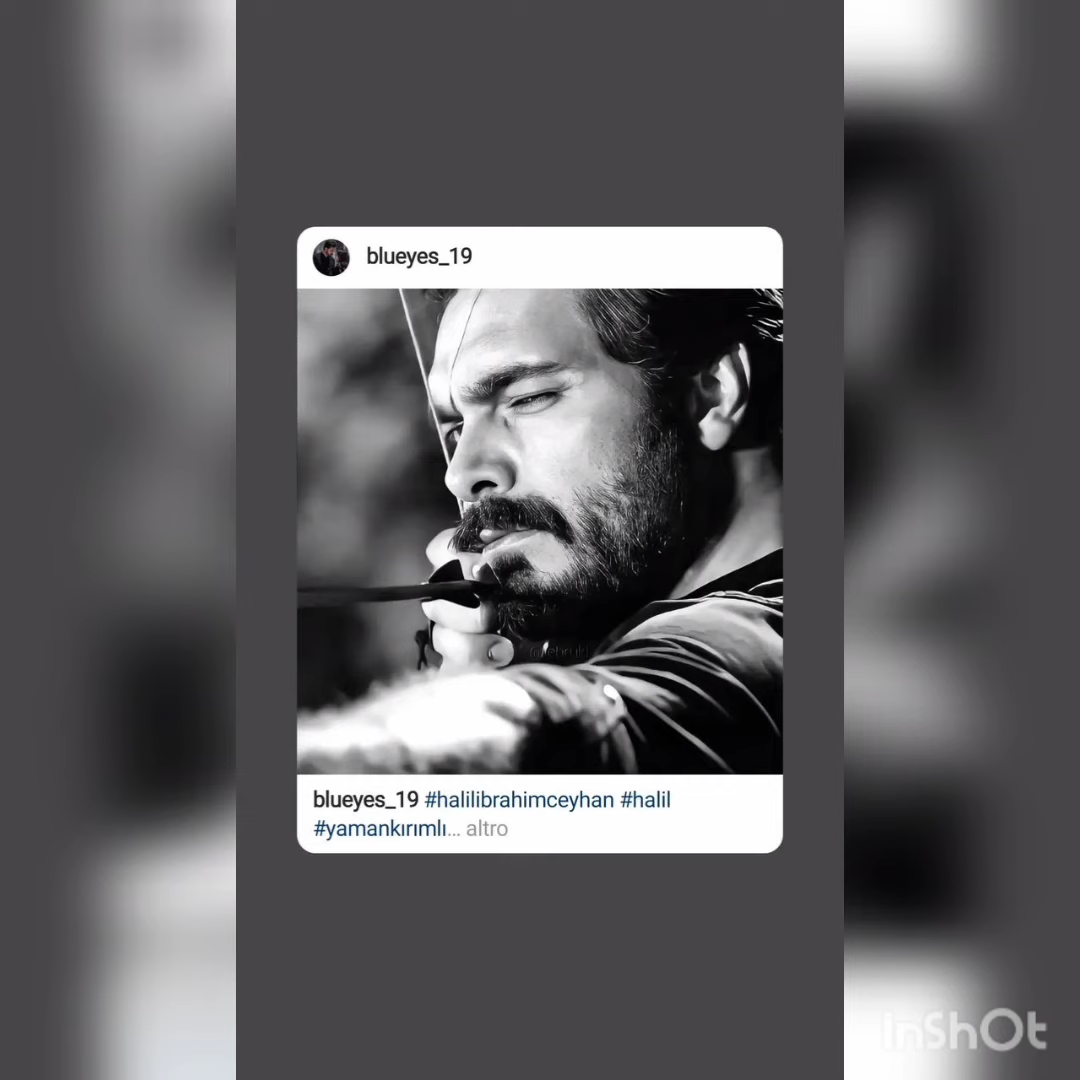 blueyes_19
blueyes_19 #halilibrahimceyhan #halil
#yamankırımlı... altro
InShOt